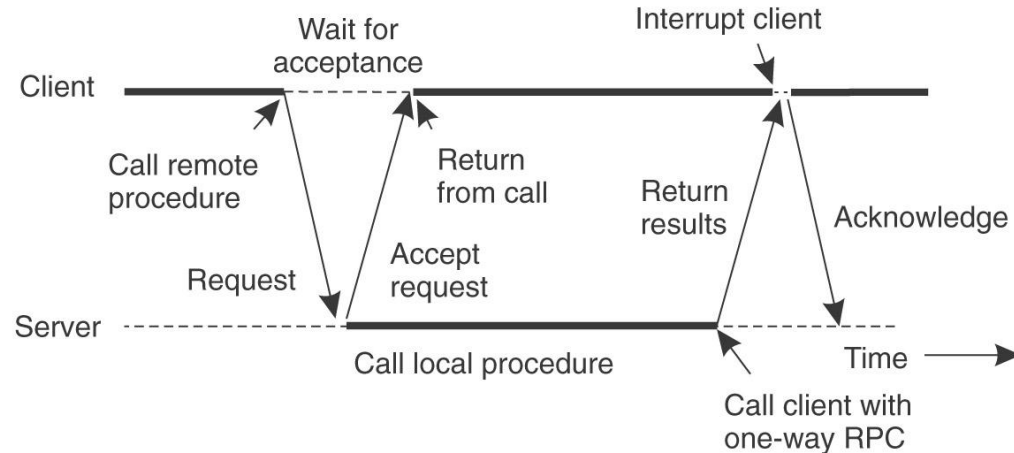 Interrupt client
Wait for
acceptance
Client
Call remote
procedure
Return
from call
Return
results
Acknowledge
Request
Accept
request
Server
Call local procedure
Time
Call client with
one-way RPC